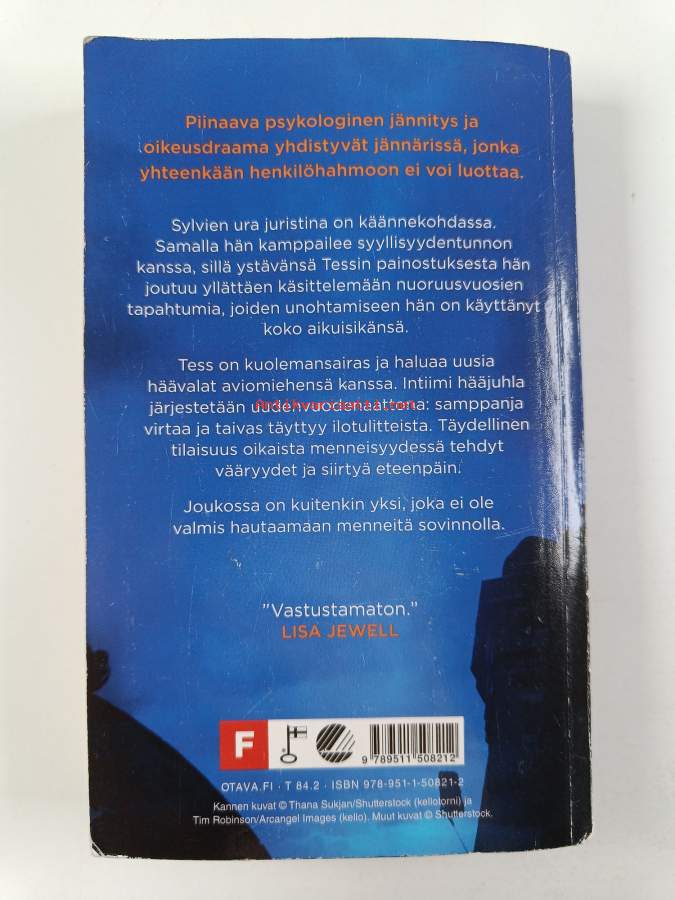 Piinaava psykologinen jännitys ja
oikeusdraama yhdistyvät jännärissä, jonka
yhteenkään henkilöhahmoon ei voi luottaa.
Sylvien ura juristina on käännekohdassa.
Samalla hän kamppailee syyllisyydentunnon
kanssa, sillä ystävänsä Tessin painostuksesta hän
joutuu yllättäen käsittelemään nuoruusvuosien
tapahtumia, joiden unohtamiseen hän on käyttänyt
koko aikuisikänsä.
Tess on kuolemansairas ja haluaa uusia
häävalat aviomiehensä kanssa. Intiimi hääjuhla
järjestetään uudenvuodenaattona: samppanja
virtaa ja taivas täyttyy ilotulitteista. Täydellinen
tilaisuus oikaista menneisyydessä tehdyt
vääryydet ja siirtyä eteenpäin.
Joukossa on kuitenkin yksi, joka ei ole
valmis hautaamaan menneitä sovinnolla.
"Vastustamaton."
LISA JEWELL
F
9 789511 508212
OTAVA.FI · T 84.2 · ISBN 978-951-1-50821-2
Kannen kuvat © Thana Sukjan/Shutterstock (kellotorni) ja
Tim Robinson/Arcangel Images (kello). Muut kuvat © Shutterstock.